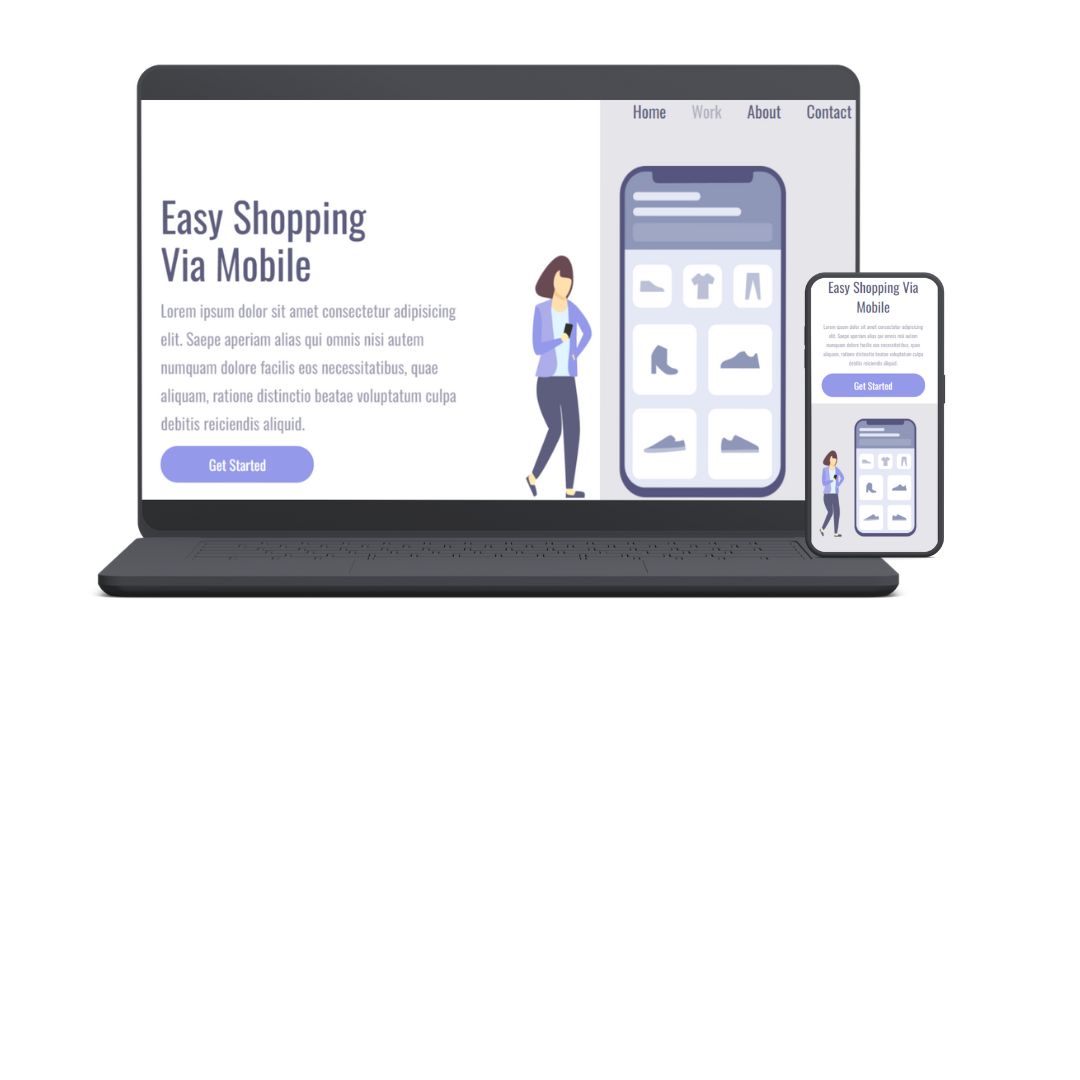 Home Work About Contact
Easy Shopping
Via Mobile
Lorem ipsum dolor sit amet consectetur adipisicing
elit. Saepe aperiam alias qui omnis nisi autem
numquam dolore facilis eos necessitatibus, quae
aliquam, ratione distinctio beatae voluptatum culpa
debitis reiciendis aliquid.
Get Started
Easy Shopping Via
Mobile
Lorem ipsum dolor sit amet consectetur adipisicing
elit. Saepe aperiam alias qui omnis nisi autem
numquam dolore facilis eos necessitatibus, quae
aliquam, ratione distinctio beatae voluptatum culpa
debitis reiciendis aliquid.
Get Started